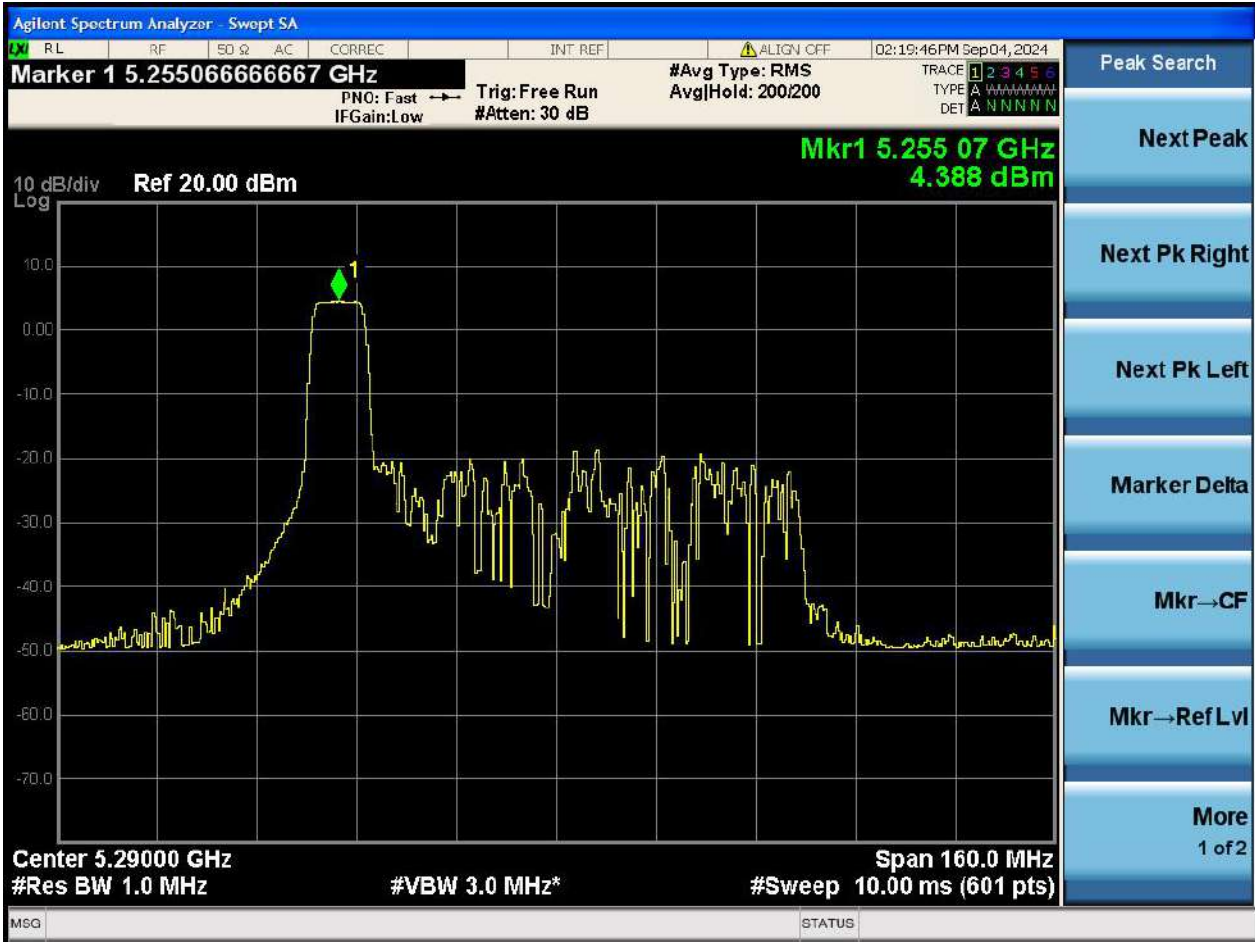 Agilent Spectrum Analyzer - Swept SA
LXI RL RF 50 Ω AC CORREC INT REF ALIGN OFF 02:19:46PM Sep04, 2024
Marker 1 5.255066666667 GHz
PNO: Fast
IFGain:Low
Trig: Free Run
#Atten: 30 dB
#Avg Type: RMS
Avg|Hold: 200/200
TRACE 1 2 3 4 5 6
TYPE A WWWWW
DET A N N N N N
Peak Search
Mkr1 5.255 07 GHz
4.388 dBm
10 dB/div Ref 20.00 dBm
Log
10.0
0.00
-10.0
-20.0
-30.0
-40.0
-50.0
-60.0
-70.0
1
Center 5.29000 GHz
Span 160.0 MHz
#Res BW 1.0 MHz
#VBW 3.0 MHz*
#Sweep 10.00 ms (601 pts)
Next Peak
Next Pk Right
Next Pk Left
Marker Delta
Mkr→CF
Mkr→Ref Lvl
More
1 of 2
MSG
STATUS